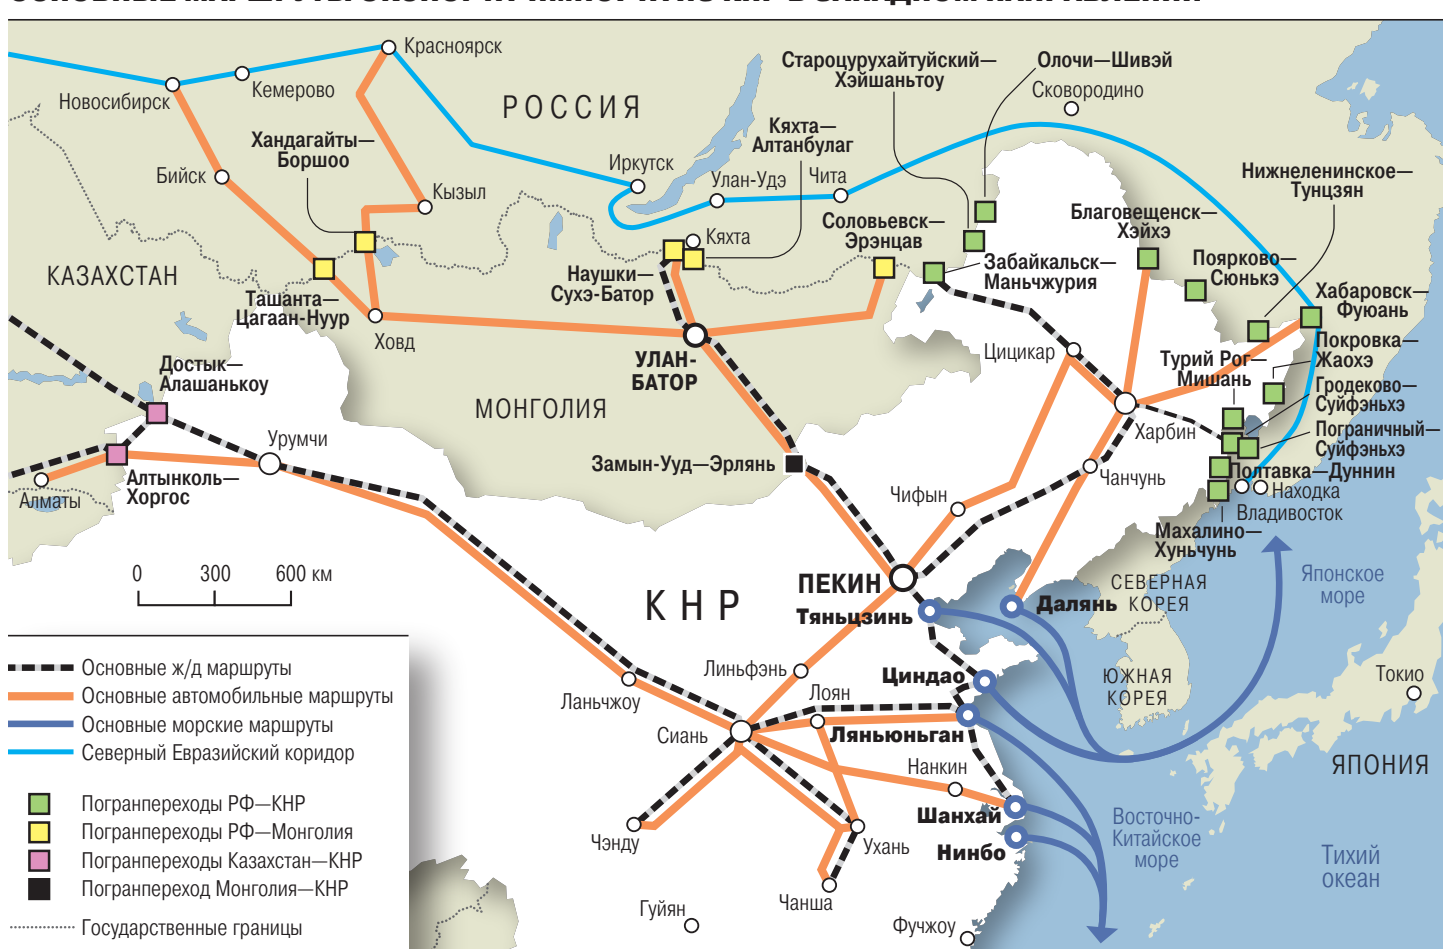 Красноярск
Новосибирск
Кемерово
РОССИЯ
Староцурухайтуйский—
Хэйшаньтоу
Олочи—Шивэй
Сковородино
Хандагайты—
Боршоо
Кяхта—
Алтанбулаг
Бийск
Кызыл
Иркутск
Улан-Удэ
Чита
Нижнеленинское—
Тунцзян
Соловьевск—
Эрэнцав
Благовещенск—
Хэйхэ
Кяхта
КАЗАХСТАН
Наушки—
Сухэ-Батор
Забайкальск—
Маньчжурия
Поярково—
Сюнькэ
Ташанта—
Цагаан-Нуур
Хабаровск—
Фуюань
Ховд
УЛАН-
БАТОР
Цицикар
Покровка—
Жаохэ
Достык—
Алашанькоу
Турий Рог—
Мишань
Гродеково—
Суйфэньхэ
МОНГОЛИЯ
Урумчи
Харбин
Пограничный—
Суйфэньхэ
Замын-Ууд—Эрлянь
Алтынколь—
Хоргос
Алматы
Чанчунь
Полтавка—Дуннин
Чифын
Находка
Владивосток
Махалино—
Хуньчунь
0 300 600 км
КНР
ПЕКИН
Тяньцзинь
Далянь
СЕВЕРНАЯ
КОРЕЯ
Японское
море
Основные ж/д маршруты
Основные автомобильные маршруты
Основные морские маршруты
Северный Евразийский коридор
Погранпереходы РФ—КНР
Погранпереходы РФ—Монголия
Погранпереходы Казахстан—КНР
Погранпереход Монголия—КНР
Государственные границы
Линьфэнь
Циндао
ЮЖНАЯ
КОРЕЯ
Токио
Ланьчжоу
Лоян
Сиань
Ляньюньган
Нанкин
ЯПОНИЯ
Шанхай
Восточно-
Китайское
море
Чэнду
Ухань
Нинбо
Тихий
океан
Чанша
Гуйян
Фучжоу